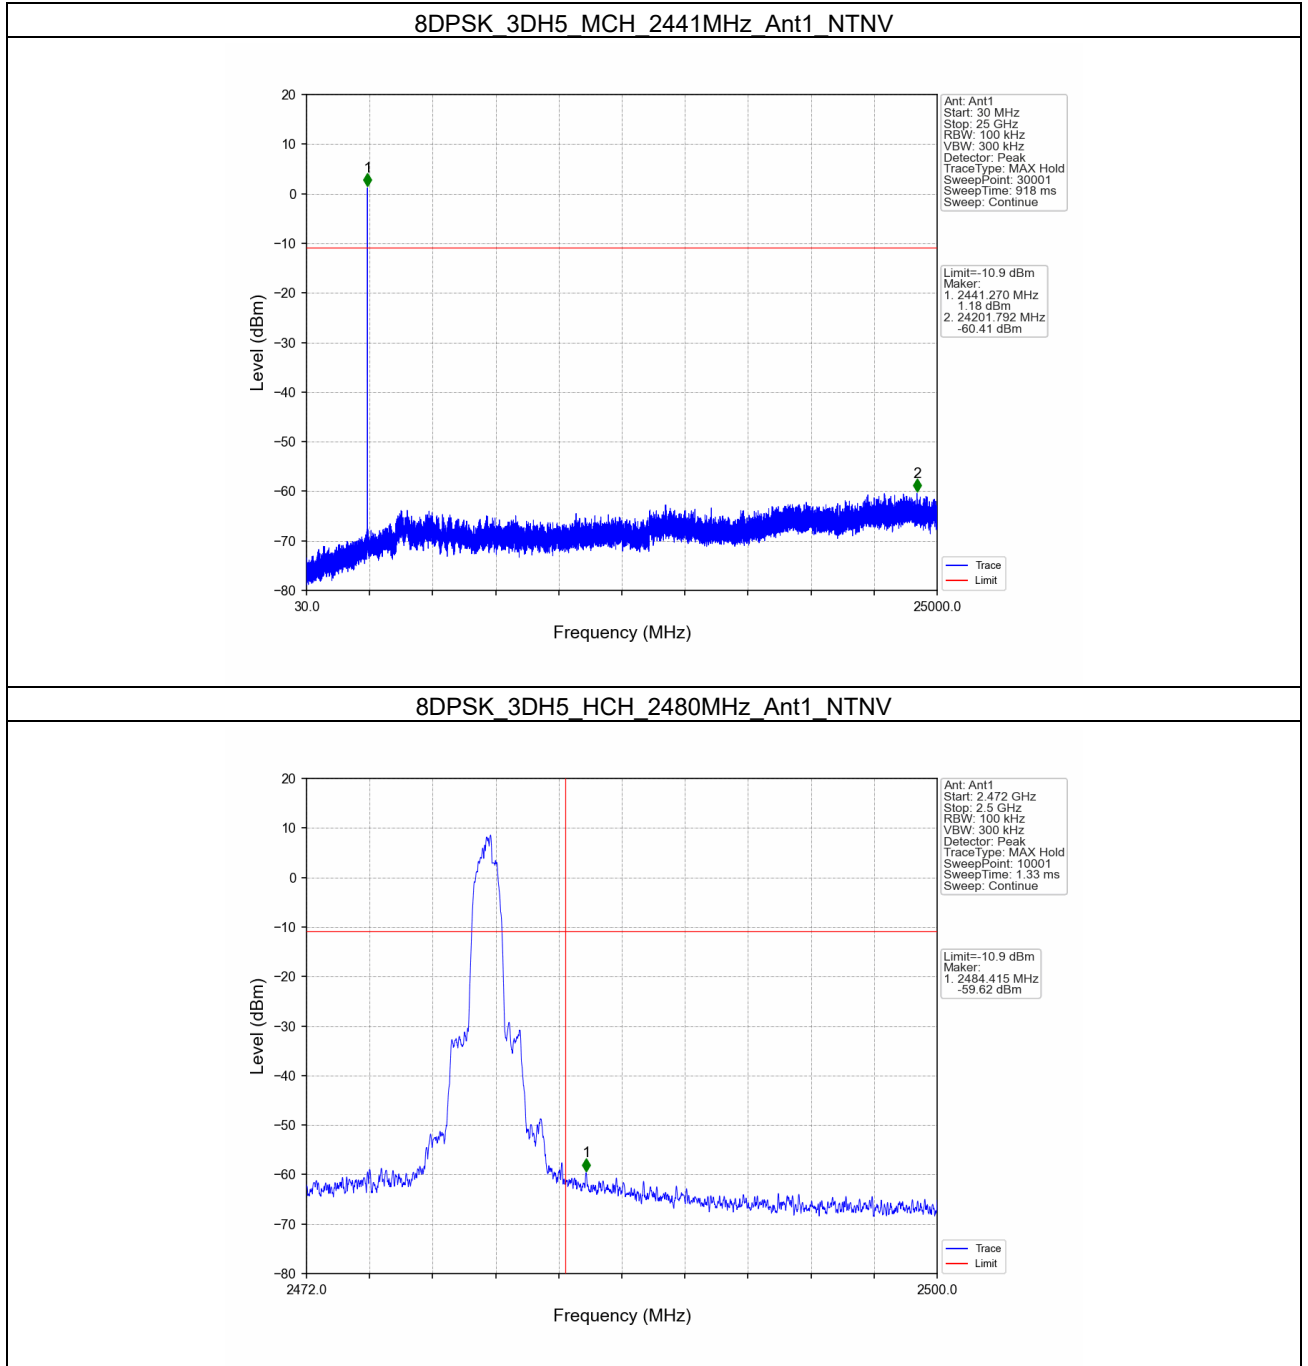 8DPSK_3DH5_MCH_2441MHz_Ant1_NTNV
20
10
0
−10
−20
−30
−40
−50
−60
−70
−80
Level (dBm)
1
2
30.0
25000.0
Frequency (MHz)
Ant: Ant1
Start: 30 MHz
Stop: 25 GHz
RBW: 100 kHz
VBW: 300 kHz
Detector: Peak
TraceType: MAX Hold
SweepPoint: 30001
SweepTime: 918 ms
Sweep: Continue
Limit=-10.9 dBm
Maker:
1. 2441.270 MHz
1.18 dBm
2. 24201.792 MHz
-60.41 dBm
Trace
Limit
8DPSK_3DH5_HCH_2480MHz_Ant1_NTNV
20
10
0
−10
−20
−30
−40
−50
−60
−70
−80
Level (dBm)
1
2472.0
2500.0
Frequency (MHz)
Ant: Ant1
Start: 2.472 GHz
Stop: 2.5 GHz
RBW: 100 kHz
VBW: 300 kHz
Detector: Peak
TraceType: MAX Hold
SweepPoint: 10001
SweepTime: 1.33 ms
Sweep: Continue
Limit=-10.9 dBm
Maker:
1. 2484.415 MHz
-59.62 dBm
Trace
Limit